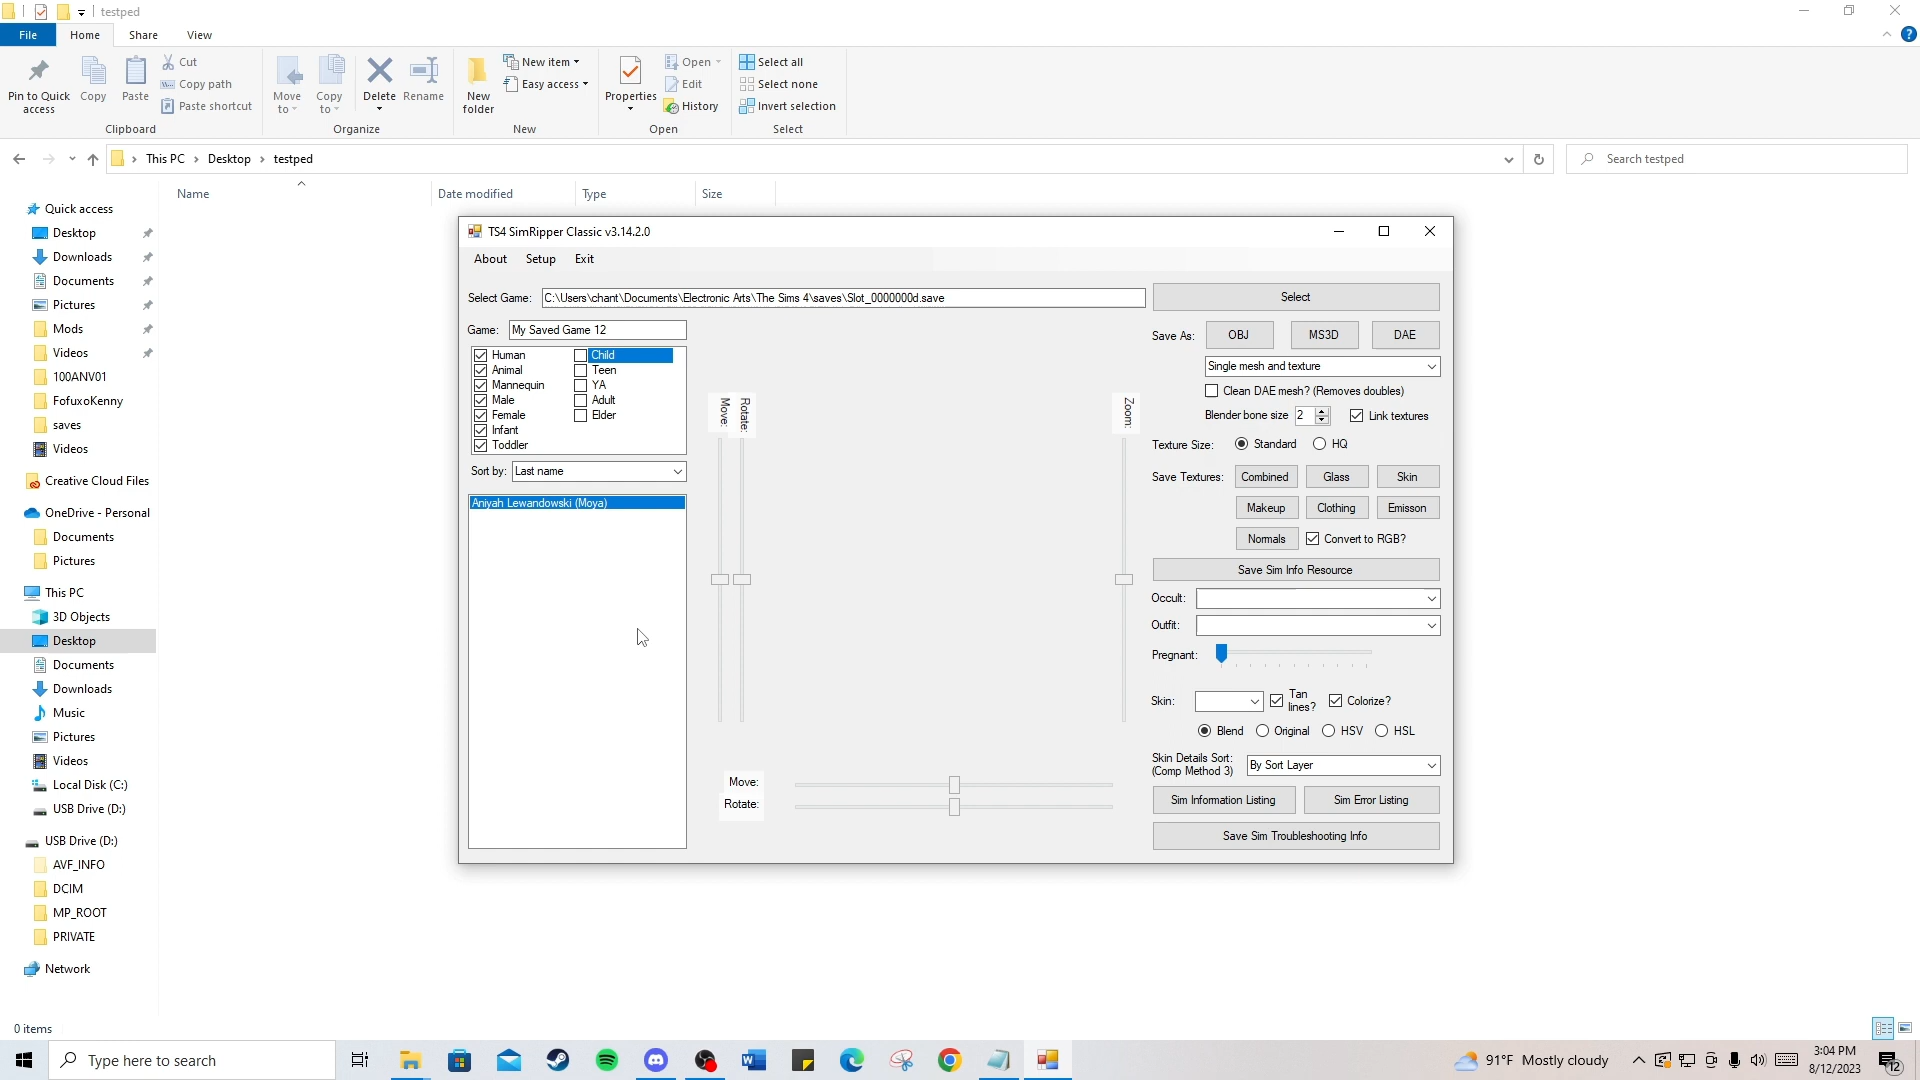 testped
File
Home
Share
View
Pin to Quick access
Copy
Paste
Cut
Copy path
Paste shortcut
Clipboard
Move to
Copy to
Delete
Rename
Organize
New folder
New item
Easy access
New
Properties
Open
Edit
History
Open
Select all
Select none
Invert selection
Select
This PC > Desktop > testped
Search testped
Name
Date modified
Type
Size
Quick access
Desktop
Downloads
Documents
Pictures
Mods
Videos
100ANV01
FofuxoKenny
saves
Videos
Creative Cloud Files
OneDrive - Personal
Documents
Pictures
This PC
3D Objects
Desktop
Documents
Downloads
Music
Pictures
Videos
Local Disk (C:)
USB Drive (D:)
USB Drive (D:)
AVF_INFO
DCIM
MP_ROOT
PRIVATE
Network
0 items
TS4 SimRipper Classic v3.14.2.0
About
Setup
Exit
Select Game: C:\Users\chant\Documents\Electronic Arts\The Sims 4\saves\Slot_0000000d.save
Select
Game: My Saved Game 12
Human
Animal
Mannequin
Male
Female
Infant
Toddler
Child
Teen
YA
Adult
Elder
Sort by: Last name
Aniyah Lewandowski (Moya)
Move:
Rotate:
Zoom:
Move:
Rotate:
Save As: OBJ MS3D DAE
Single mesh and texture
Clean DAE mesh? (Removes doubles)
Blender bone size 2 Link textures
Texture Size: Standard HQ
Save Textures: Combined Glass Skin
Makeup Clothing Emisson
Normals Convert to RGB?
Save Sim Info Resource
Occult:
Outfit:
Pregnant:
Skin: Tan lines? Colorize?
Blend Original HSV HSL
Skin Details Sort:
(Comp Method 3)
By Sort Layer
Sim Information Listing
Sim Error Listing
Save Sim Troubleshooting Info
Type here to search
91°F Mostly cloudy
3:04 PM
8/12/2023
12